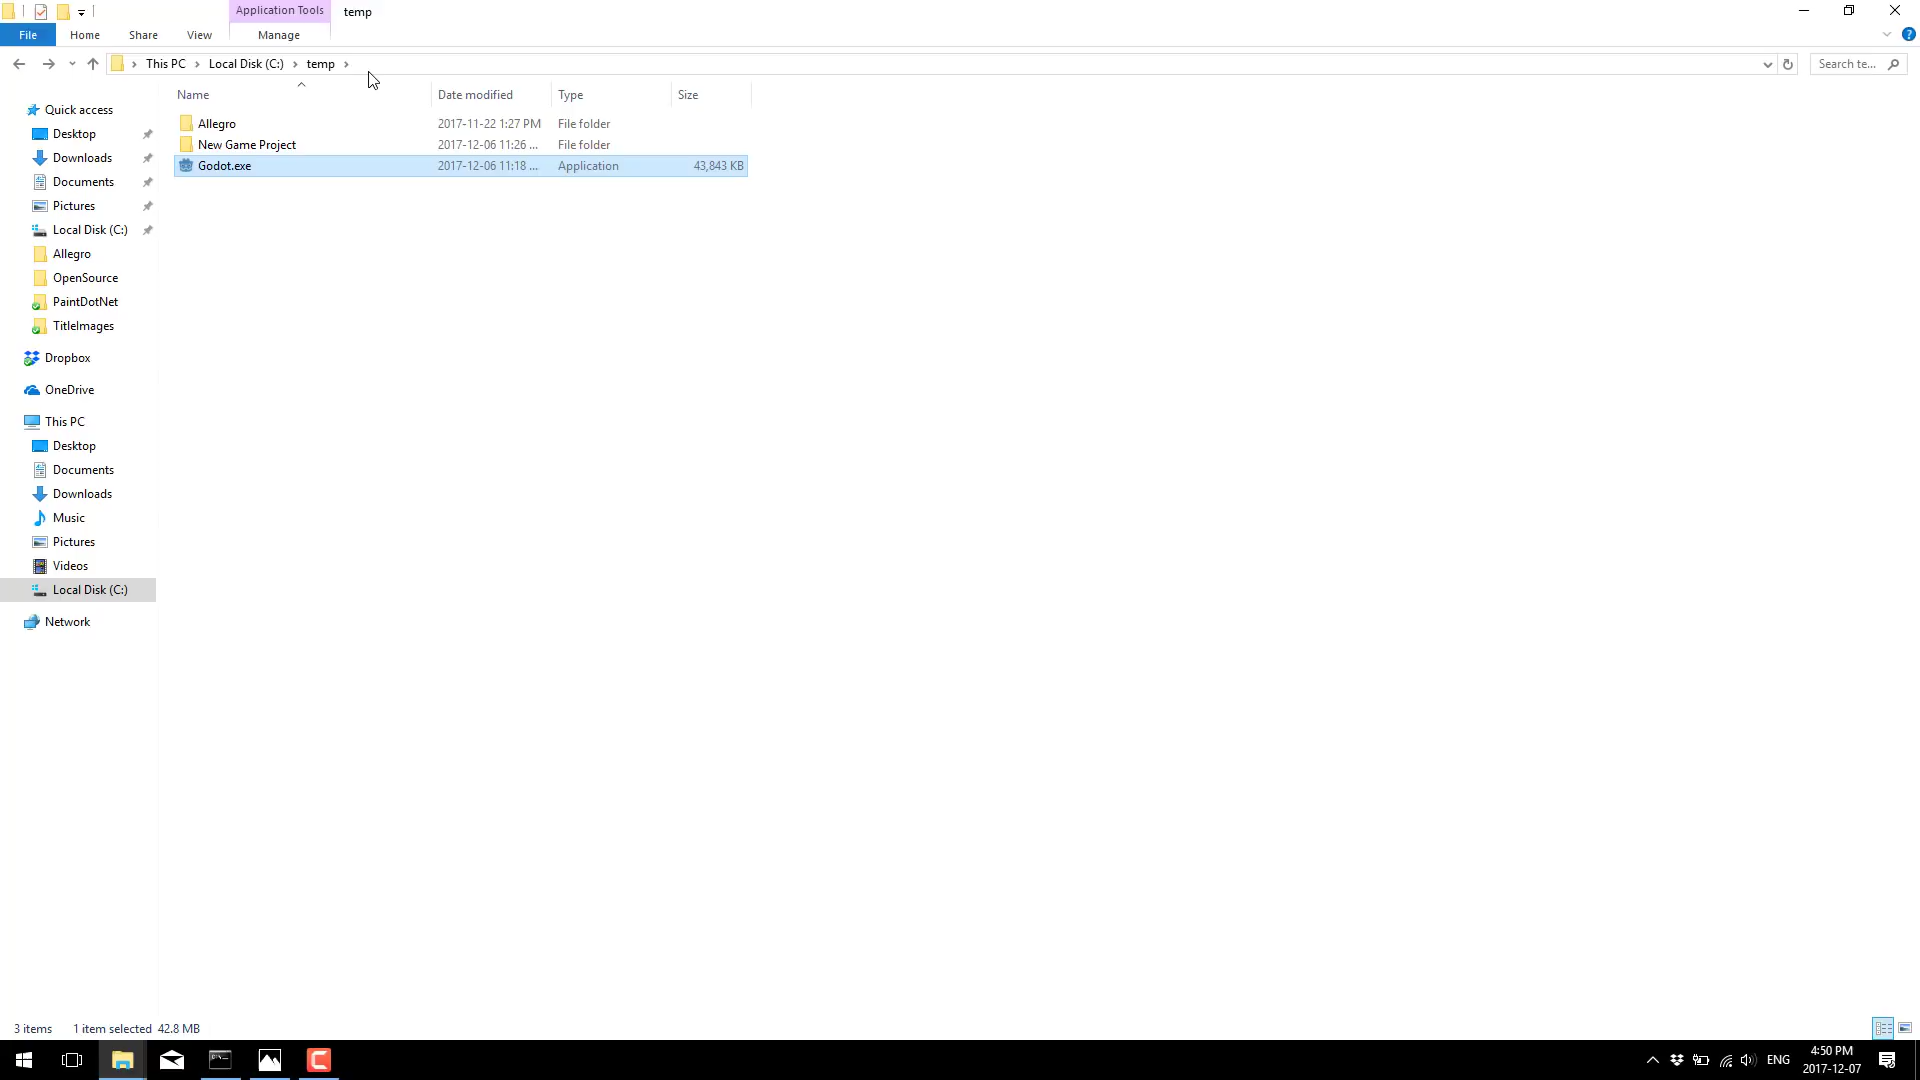 Application Tools
temp
File
Home
Share
View
Manage
This PC
Local Disk (C:)
temp
Search te...
Name
Date modified
Type
Size
Allegro
2017-11-22 1:27 PM
File folder
New Game Project
2017-12-06 11:26 ...
File folder
Godot.exe
2017-12-06 11:18 ...
Application
43,843 KB
Quick access
Desktop
Downloads
Documents
Pictures
Local Disk (C:)
Allegro
OpenSource
PaintDotNet
TitleImages
Dropbox
OneDrive
This PC
Desktop
Documents
Downloads
Music
Pictures
Videos
Local Disk (C:)
Network
3 items
1 item selected 42.8 MB
ENG
4:50 PM
2017-12-07